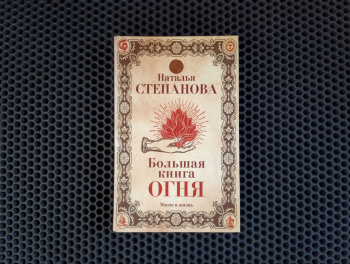 Наталья
СТЕПАНОВА
Большая
книга
ОГНЯ
Магия и жизнь